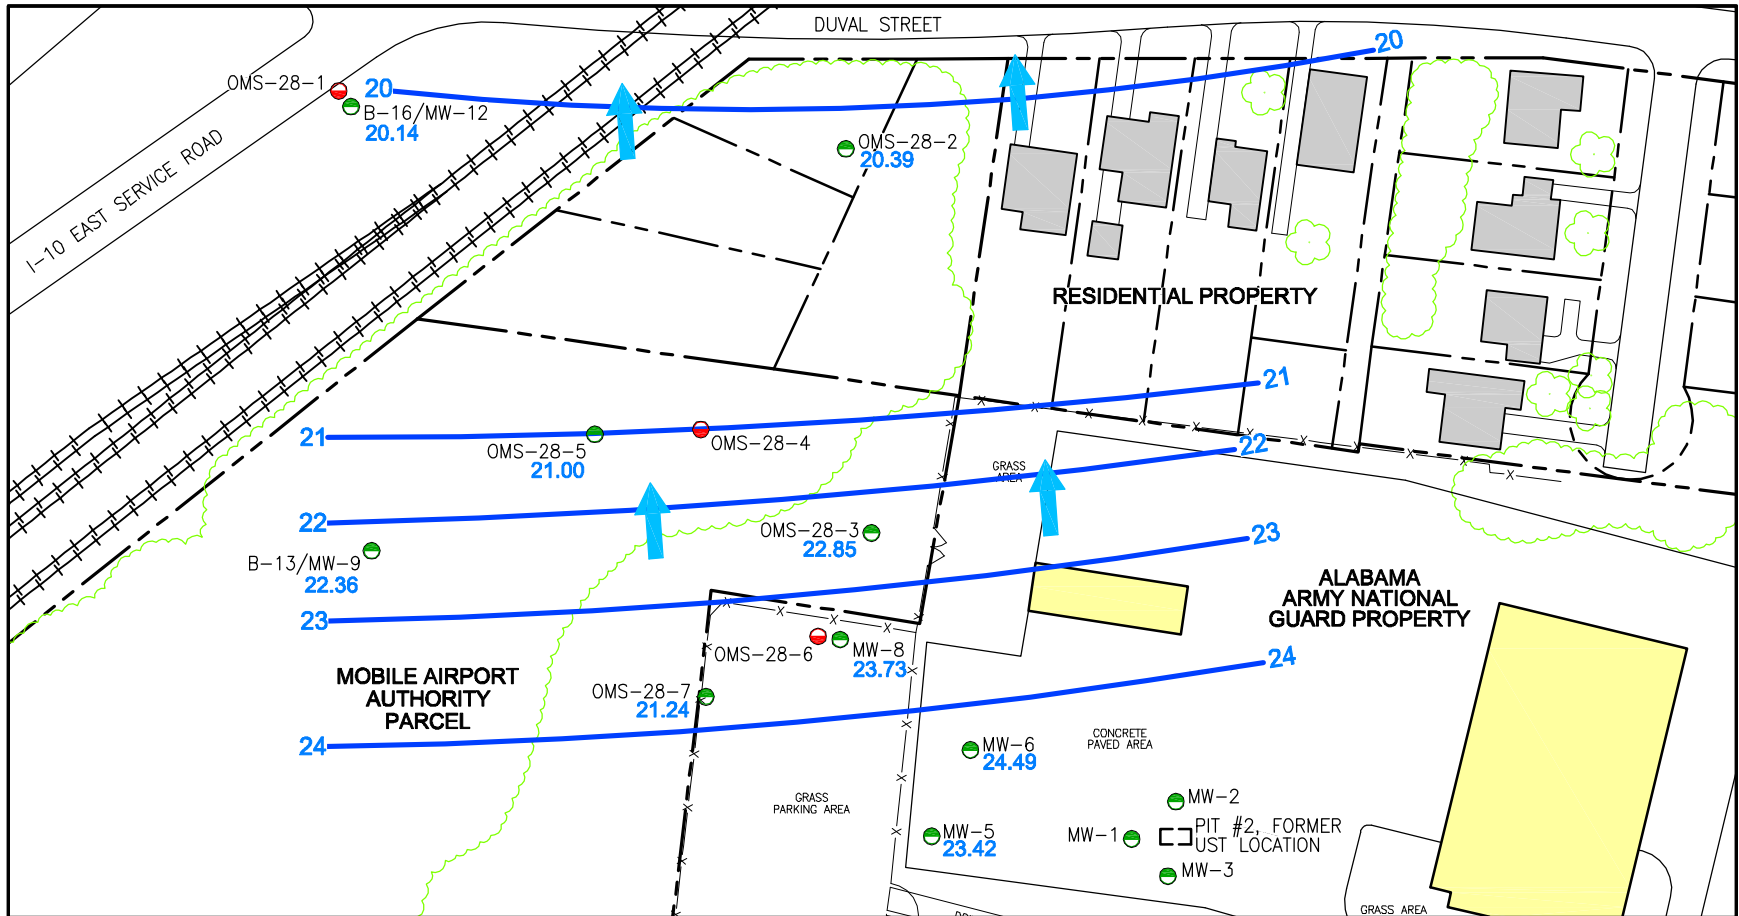 DUVAL STREET
20
OMS-28-1
20
B-16/MW-12
20.14
OMS-28-2
20.39
I-10 EAST SERVICE ROAD
RESIDENTIAL PROPERTY
21
21
OMS-28-5
21.00
OMS-28-4
22
GRASS
AREA
22
OMS-28-3
22.85
23
B-13/MW-9
22.36
ALABAMA
ARMY NATIONAL
GUARD PROPERTY
23
OMS-28-6
MW-8
23.73
24
MOBILE AIRPORT
AUTHORITY
PARCEL
OMS-28-7
21.24
24
CONCRETE
PAVED AREA
MW-6
24.49
GRASS
PARKING AREA
MW-2
MW-5
23.42
MW-1
PIT #2, FORMER
UST LOCATION
MW-3
GRASS AREA